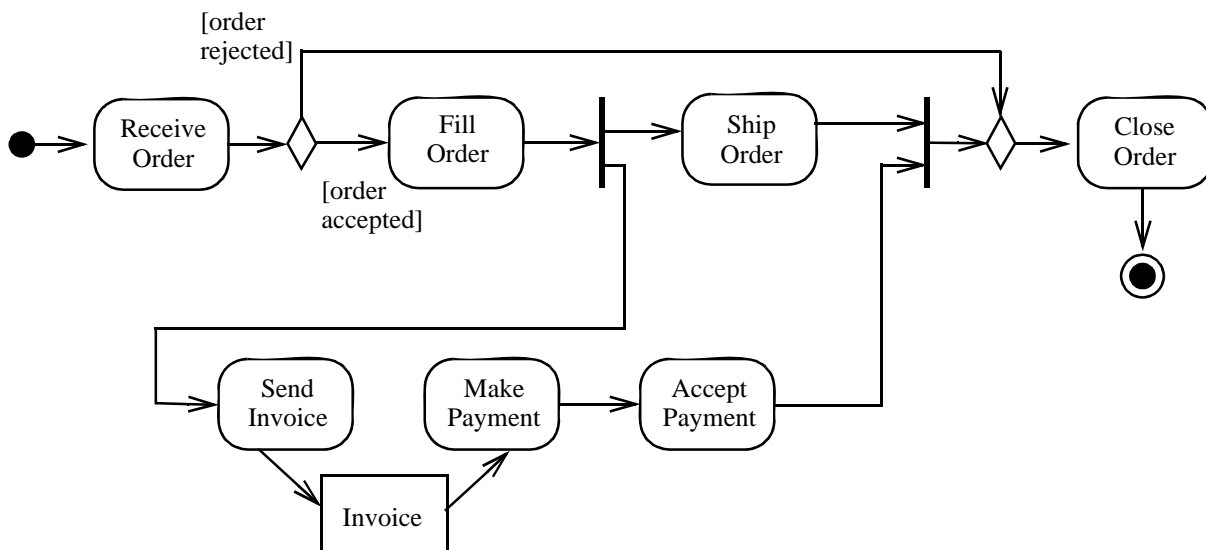 [order
rejected]
Receive
Order
Fill
Order
Ship
Order
Close
Order
[order
accepted]
Send
Invoice
Make
Payment
Accept
Payment
Invoice